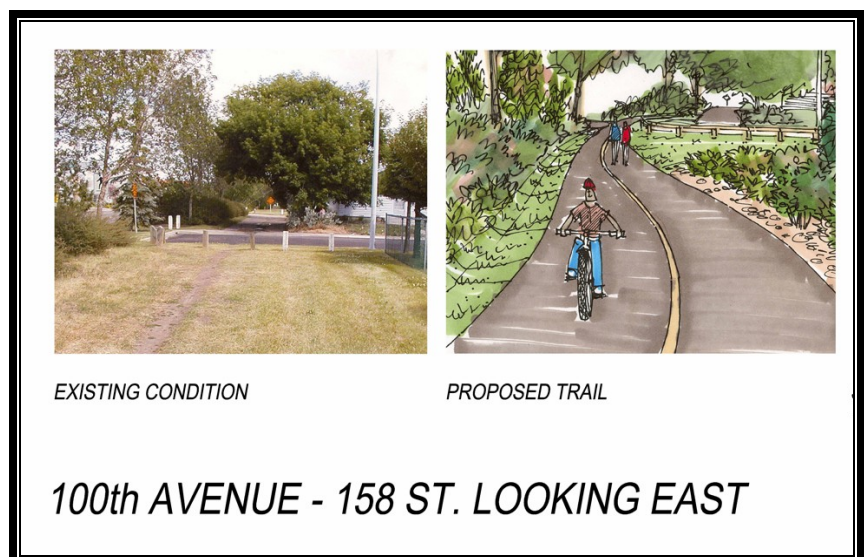 EXISTING CONDITION
PROPOSED TRAIL
100th AVENUE - 158 ST. LOOKING EAST